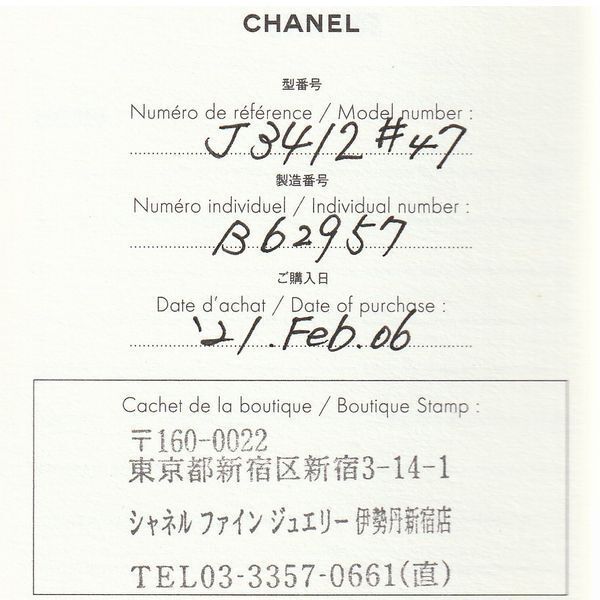 CHANEL
型番号
Numéro de référence / Model number :
J3412 #47
製造番号
Numéro individuel / Individual number :
B62957
ご購入日
Date d'achat / Date of purchase :
'21. Feb. 06
Cachet de la boutique / Boutique Stamp :
〒160-0022
東京都新宿区新宿3-14-1
シャネル ファイン ジュエリー 伊勢丹新宿店
TEL03-3357-0661(直)